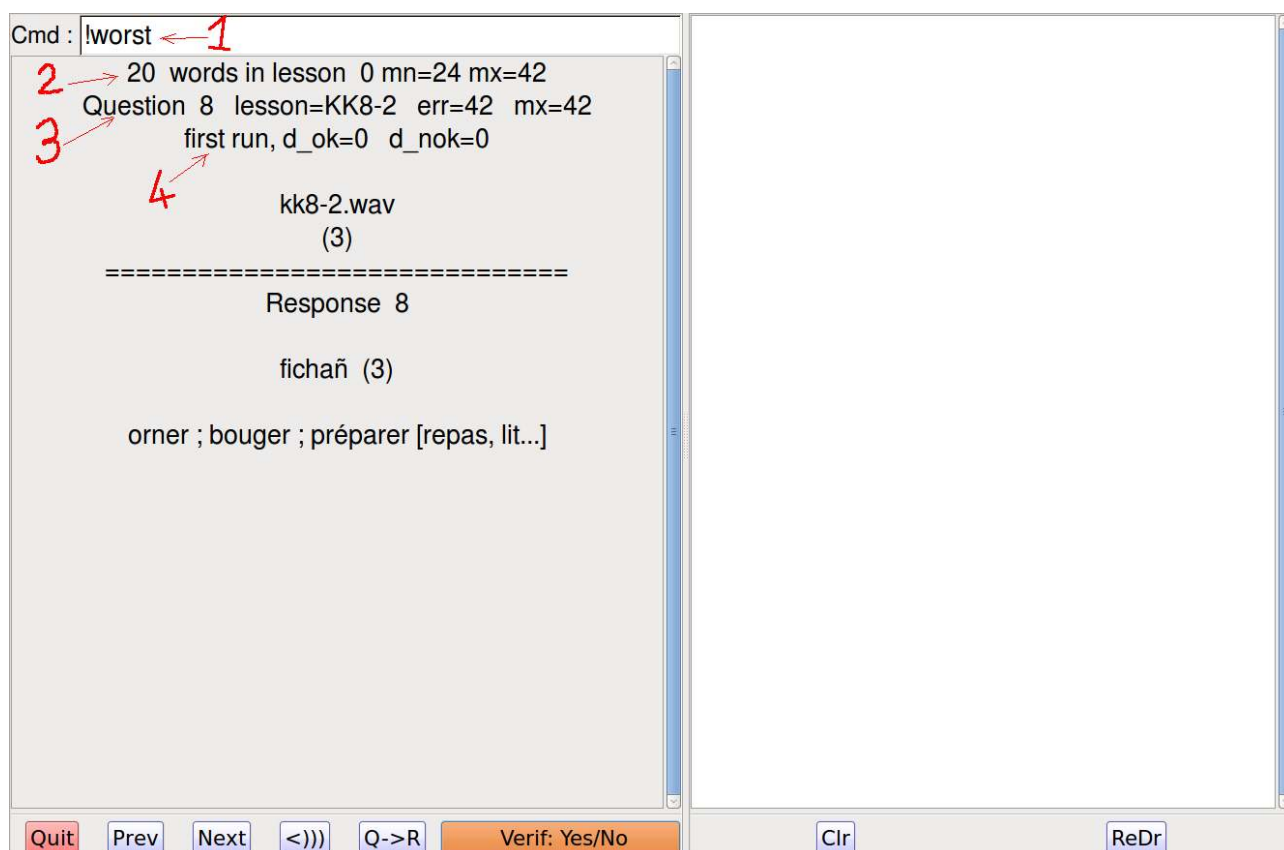 Cmd : !worst 1
2 20 words in lesson 0 mn=24 mx=42
Question 8 lesson=KK8-2 err=42 mx=42
3 first run, d_ok=0 d_nok=0
4
kk8-2.wav
(3)
==============================
Response 8
fichañ (3)
orner ; bouger ; préparer [repas, lit...]
Quit Prev Next <))) Q->R Verif: Yes/No Clr ReDr